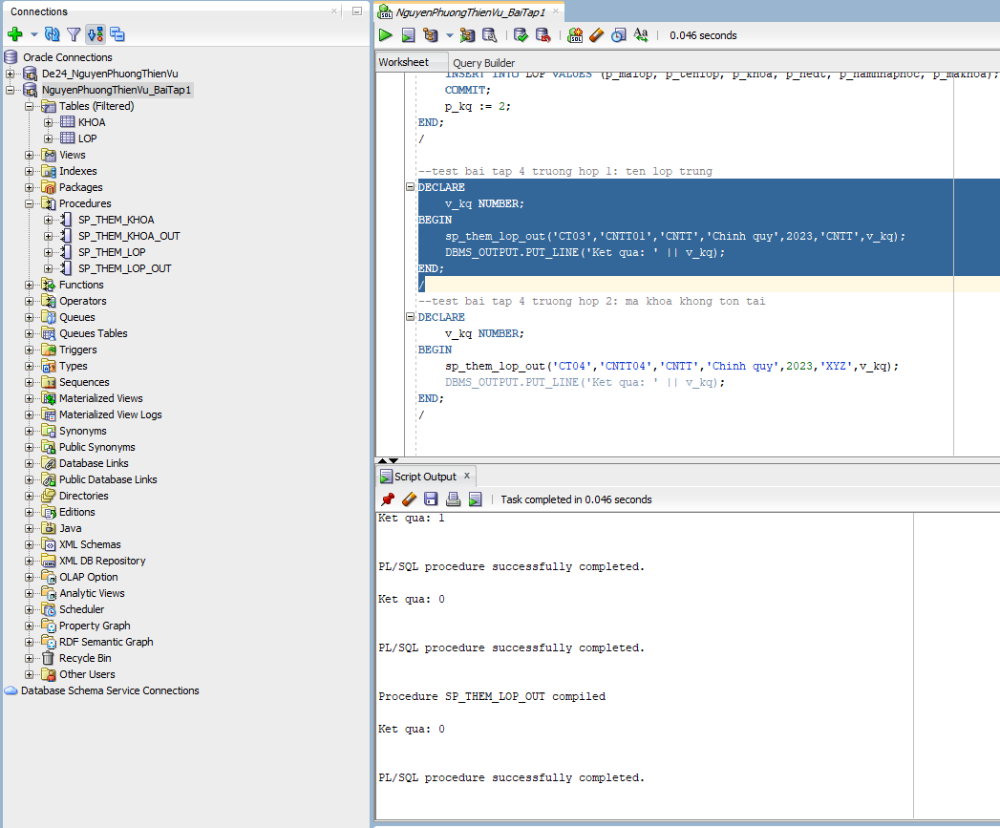 Connections
Oracle Connections
De24_NguyenPhuongThienVu
NguyenPhuongThienVu_BaiTap1
Tables (Filtered)
KHOA
LOP
Views
Indexes
Packages
Procedures
SP_THEM_KHOA
SP_THEM_KHOA_OUT
SP_THEM_LOP
SP_THEM_LOP_OUT
Functions
Operators
Queues
Queues Tables
Triggers
Types
Sequences
Materialized Views
Materialized View Logs
Synonyms
Public Synonyms
Database Links
Public Database Links
Directories
Editions
Java
XML Schemas
XML DB Repository
OLAP Option
Analytic Views
Scheduler
Property Graph
RDF Semantic Graph
Recycle Bin
Other Users
Database Schema Service Connections
NguyenPhuongThienVu_BaiTap1
0.046 seconds
Worksheet
Query Builder
INSERT INTO LOP VALUES (p_malop, p_tenlop, p_khoa, p_hedt, p_namnhaphoc, p_makhoa);
COMMIT;
p_kq := 2;
END;
/
--test bai tap 4 truong hop 1: ten lop trung
DECLARE
v_kq NUMBER;
BEGIN
sp_them_lop_out('CT03','CNTT01','CNTT','Chinh quy',2023,'CNTT',v_kq);
DBMS_OUTPUT.PUT_LINE('Ket qua: ' || v_kq);
END;
/
--test bai tap 4 truong hop 2: ma khoa khong ton tai
DECLARE
v_kq NUMBER;
BEGIN
sp_them_lop_out('CT04','CNTT04','CNTT','Chinh quy',2023,'XYZ',v_kq);
DBMS_OUTPUT.PUT_LINE('Ket qua: ' || v_kq);
END;
/
Script Output
Task completed in 0.046 seconds
Ket qua: 1
PL/SQL procedure successfully completed.
Ket qua: 0
PL/SQL procedure successfully completed.
Procedure SP_THEM_LOP_OUT compiled
Ket qua: 0
PL/SQL procedure successfully completed.